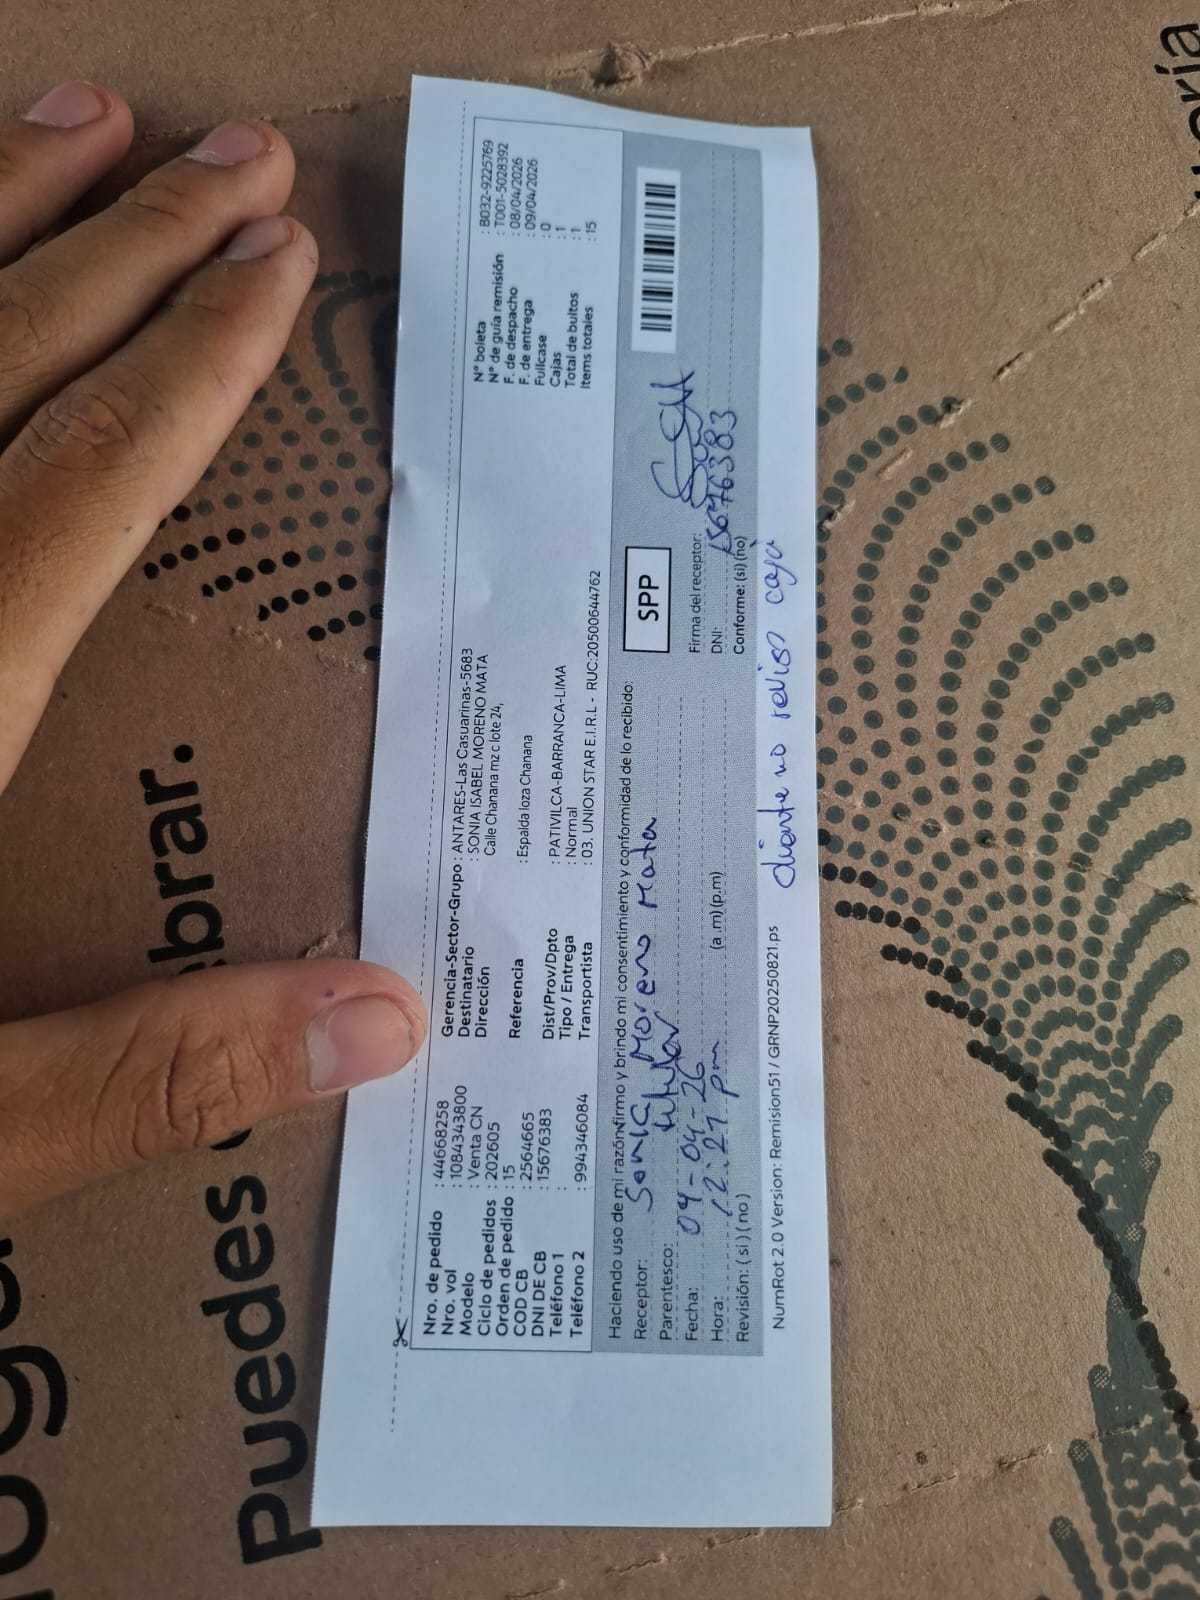 Nro. de pedido : 44668258
Nro. vol : 1084343800
Modelo : Venta CN
Ciclo de pedidos : 202605
Orden de pedido : 15
COD CB : 2564665
DNI DE CB : 15676383
Teléfono 1 :
Teléfono 2 : 994346084
Gerencia-Sector-Grupo : ANTARES-Las Casuarinas-5683
Destinatario : SONIA ISABEL MORENO MATA
Dirección Calle Chanana mz c lote 24,
Referencia : Espalda loza Chanana
Dist/Prov/Dpto : PATIVILCA-BARRANCA-LIMA
Tipo / Entrega : Normal
Transportista : 03. UNION STAR E.I.R.L - RUC:20500644762
N° boleta : B032-9225769
N° de guía remisión : T001-5028392
F. de despacho : 08/04/2026
F. de entrega : 09/04/2026
Fullcase : 0
Cajas : 1
Total de bultos : 1
Items totales : 15
Haciendo uso de mi razón firmo y brindo mi consentimiento y conformidad de lo recibido:
Receptor: Sonia Moreno Mata
Parentesco: titular
Fecha: 09-04-26
Hora: 12:27 pm (a.m)(p.m)
Revisión: ( si ) ( no )
SPP
Firma del receptor:
DNI: 15676383
Conforme: (si) (no)
NumRot 2.0 Version: Remision51 / GRNP20250821.ps
no reviso caja
Puedes
brar.